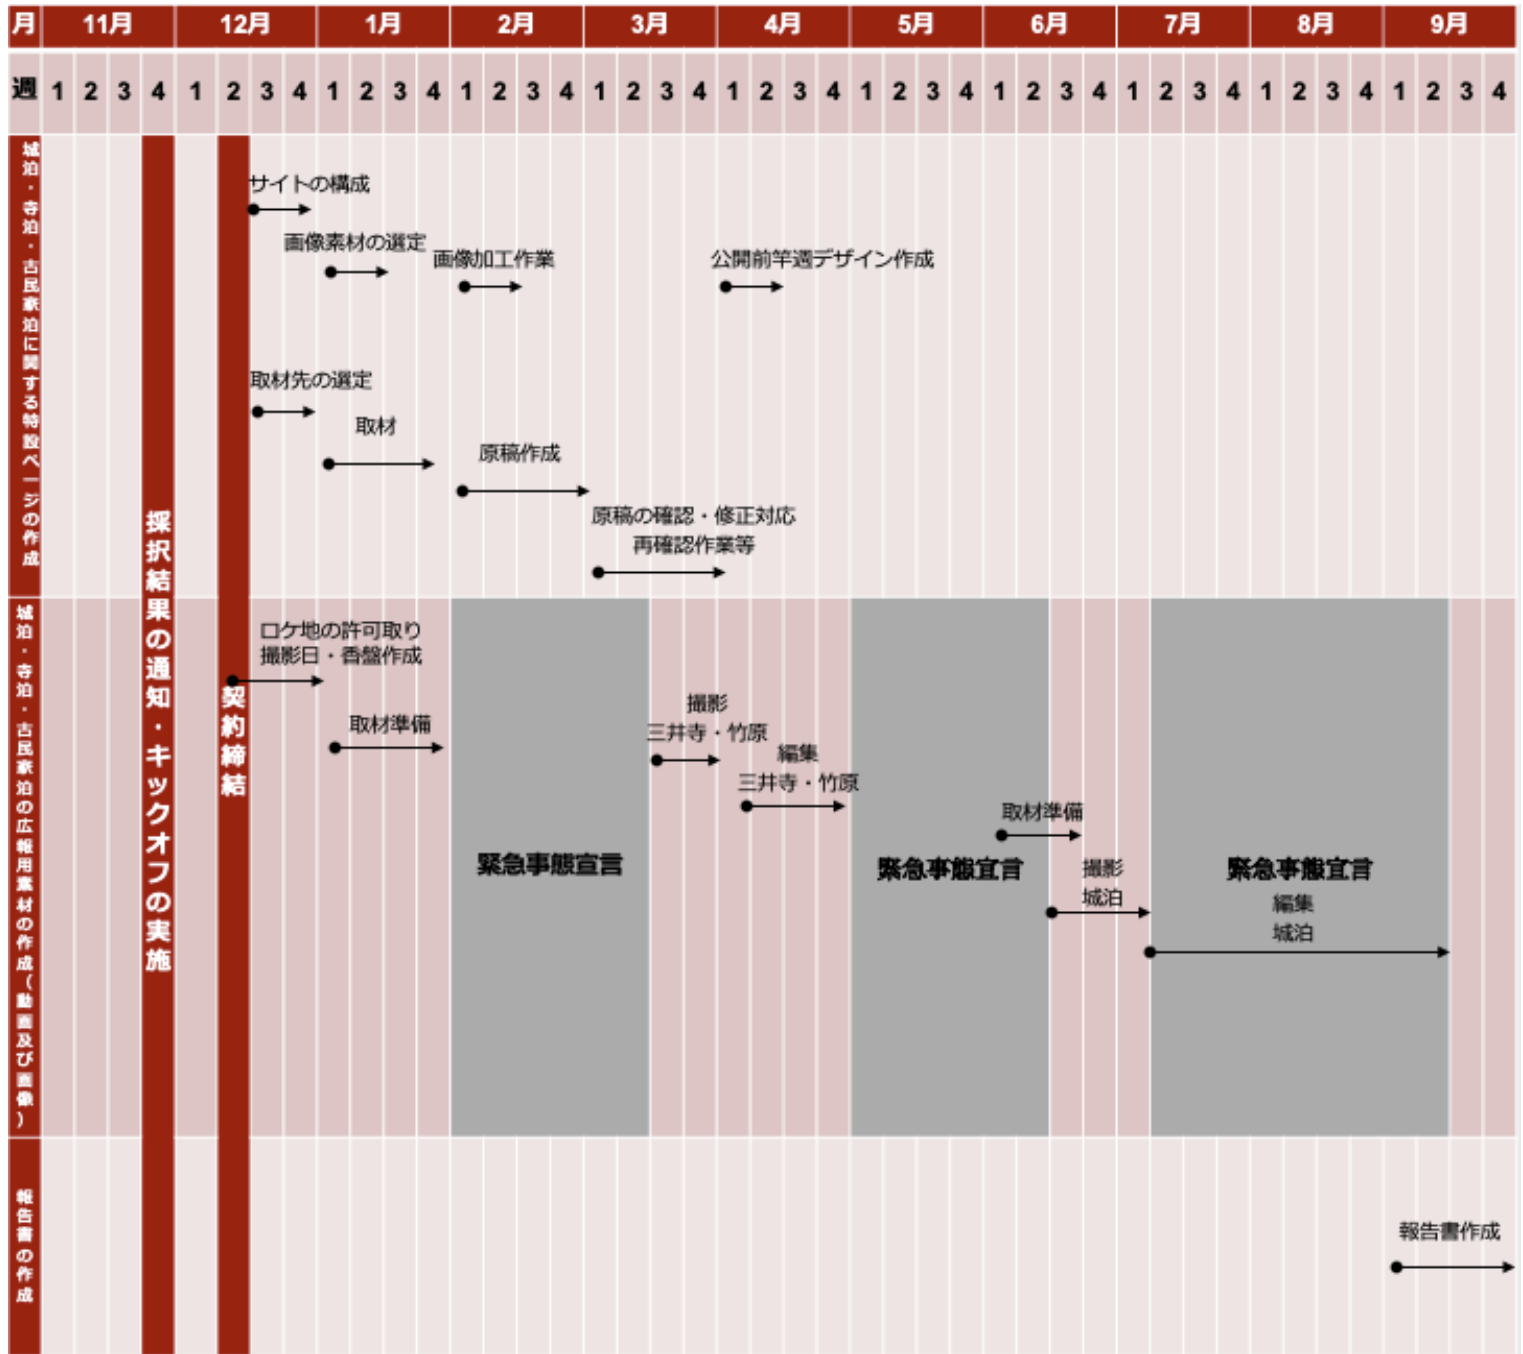 月 11月 12月 1月 2月 3月 4月 5月 6月 7月 8月 9月
週 1 2 3 4 1 2 3 4 1 2 3 4 1 2 3 4 1 2 3 4 1 2 3 4 1 2 3 4 1 2 3 4 1 2 3 4 1 2 3 4 1 2 3 4
城泊・寺泊・古民家泊に関する特設ページの作成
採択結果の通知・キックオフの実施
契約締結
サイトの構成
画像素材の選定
画像加工作業
公開前竿週デザイン作成
取材先の選定
取材
原稿作成
原稿の確認・修正対応
再確認作業等
城泊・寺泊・古民家泊の広報用素材の作成(動画及び画像)
ロケ地の許可取り
撮影日・香盤作成
取材準備
緊急事態宣言
撮影
三井寺・竹原
編集
三井寺・竹原
緊急事態宣言
取材準備
撮影
城泊
緊急事態宣言
編集
城泊
報告書の作成
報告書作成